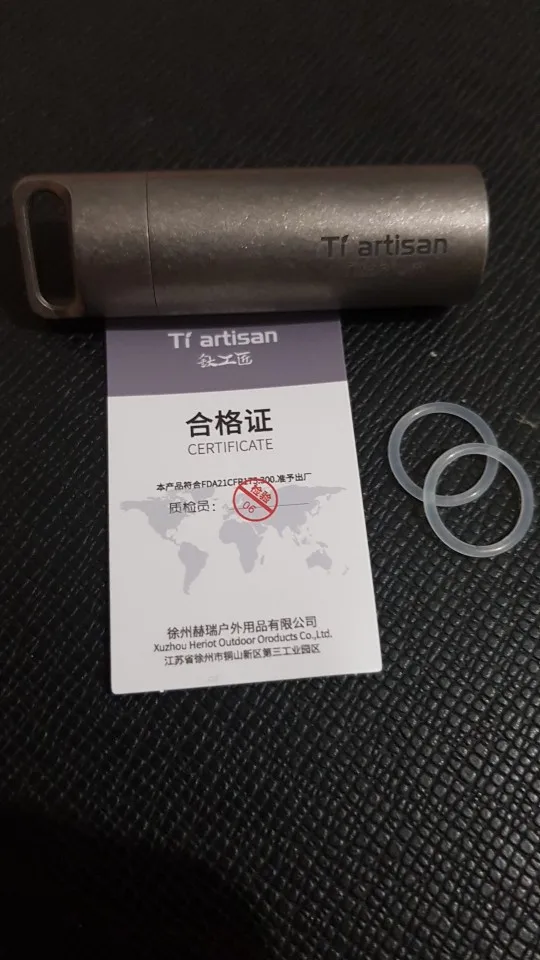 Ti artisan
Ti artisan
钛工匠
合格证
CERTIFICATE
本产品符合FDA21CFR173.300,准予出厂
质检员：
检验
06
徐州赫瑞户外用品有限公司
Xuzhou Heriot Outdoor Oroducts Co.,Ltd.
江苏省徐州市铜山新区第三工业园区